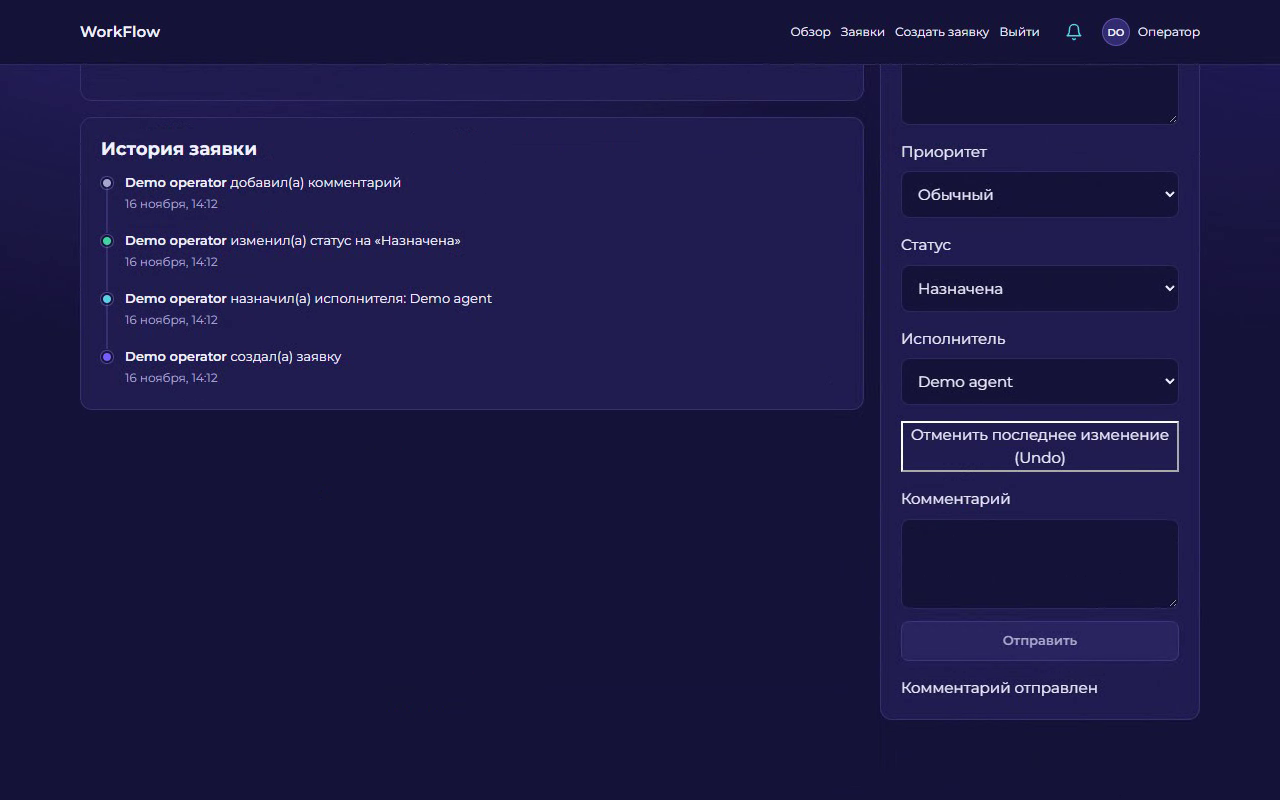 WorkFlow
Обзор Заявки Создать заявку Выйти DO Оператор
История заявки
Demo operator добавил(а) комментарий
16 ноября, 14:12
Demo operator изменил(а) статус на «Назначена»
16 ноября, 14:12
Demo operator назначил(а) исполнителя: Demo agent
16 ноября, 14:12
Demo operator создал(а) заявку
16 ноября, 14:12
Приоритет
Обычный
Статус
Назначена
Исполнитель
Demo agent
Отменить последнее изменение
(Undo)
Комментарий
Отправить
Комментарий отправлен